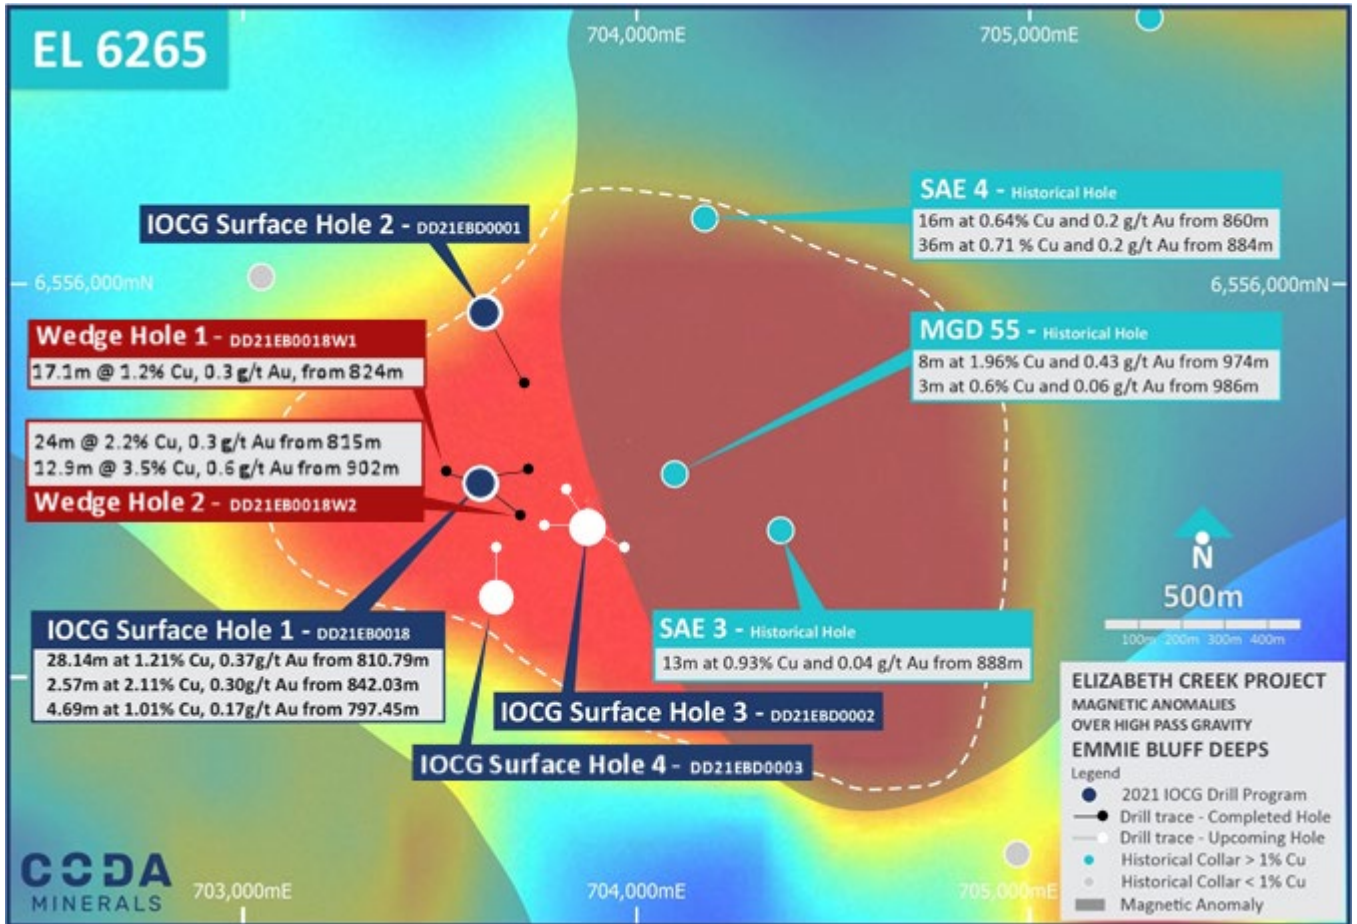 EL 6265
704,000mE
705,000mE
SAE 4 - Historical Hole
16m at 0.64% Cu and 0.2 g/t Au from 860m
36m at 0.71 % Cu and 0.2 g/t Au from 884m
IOCG Surface Hole 2 - DD21EBD0001
6,556,000mN
6,556,000mN
Wedge Hole 1 - DD21EB0018W1
17.1m @ 1.2% Cu, 0.3 g/t Au, from 824m
MGD 55 - Historical Hole
8m at 1.96% Cu and 0.43 g/t Au from 974m
3m at 0.6% Cu and 0.06 g/t Au from 986m
24m @ 2.2% Cu, 0.3 g/t Au from 815m
12.9m @ 3.5% Cu, 0.6 g/t Au from 902m
Wedge Hole 2 - DD21EB0018W2
N
500m
100m 200m 300m 400m
IOCG Surface Hole 1 - DD21EB0018
28.14m at 1.21% Cu, 0.37g/t Au from 810.79m
2.57m at 2.11% Cu, 0.30g/t Au from 842.03m
4.69m at 1.01% Cu, 0.17g/t Au from 797.45m
SAE 3 - Historical Hole
13m at 0.93% Cu and 0.04 g/t Au from 888m
IOCG Surface Hole 3 - DD21EBD0002
IOCG Surface Hole 4 - DD21EBD0003
ELIZABETH CREEK PROJECT
MAGNETIC ANOMALIES
OVER HIGH PASS GRAVITY
EMMIE BLUFF DEEPS
Legend
2021 IOCG Drill Program
Drill trace - Completed Hole
Drill trace - Upcoming Hole
Historical Collar > 1% Cu
Historical Collar < 1% Cu
Magnetic Anomaly
CODA
MINERALS
703,000mE
704,000mE
705,000mE